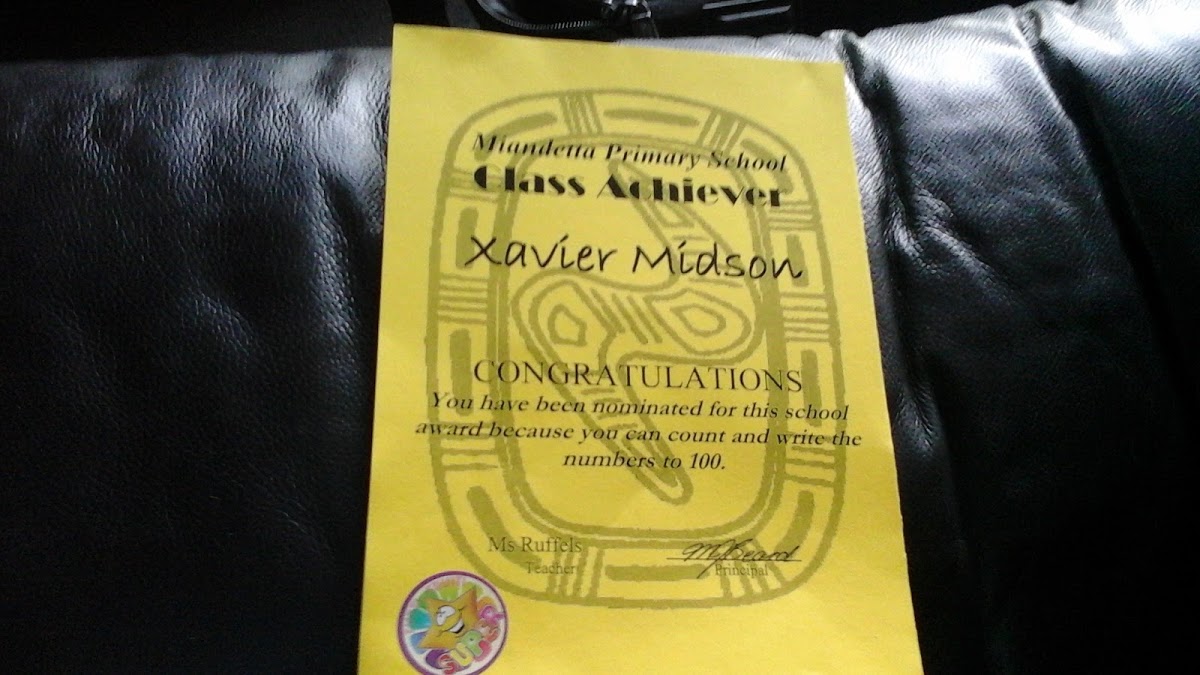 Miandetta Primary School
Class Achiever
Xavier Midson
CONGRATULATIONS
You have been nominated for this school
award because you can count and write the
numbers to 100.
Ms Ruffels
Teacher
Principal